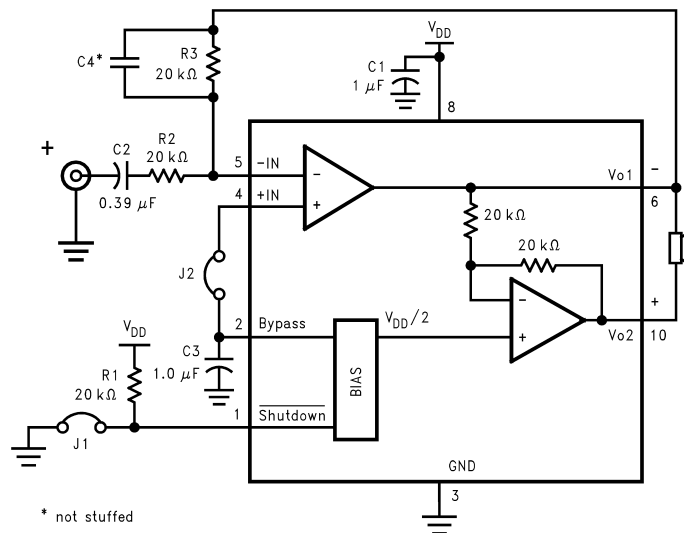 V_DD
C4*
R3
20 kΩ
C1
1 μF
8
+
C2
0.39 μF
R2
20 kΩ
5
-IN
4
+IN
-
+
Vo1
-
6
20 kΩ
20 kΩ
J2
-
+
+
Vo2
10
2
Bypass
V_DD/2
C3
1.0 μF
BIAS
V_DD
R1
20 kΩ
1
Shutdown
J1
GND
3
* not stuffed